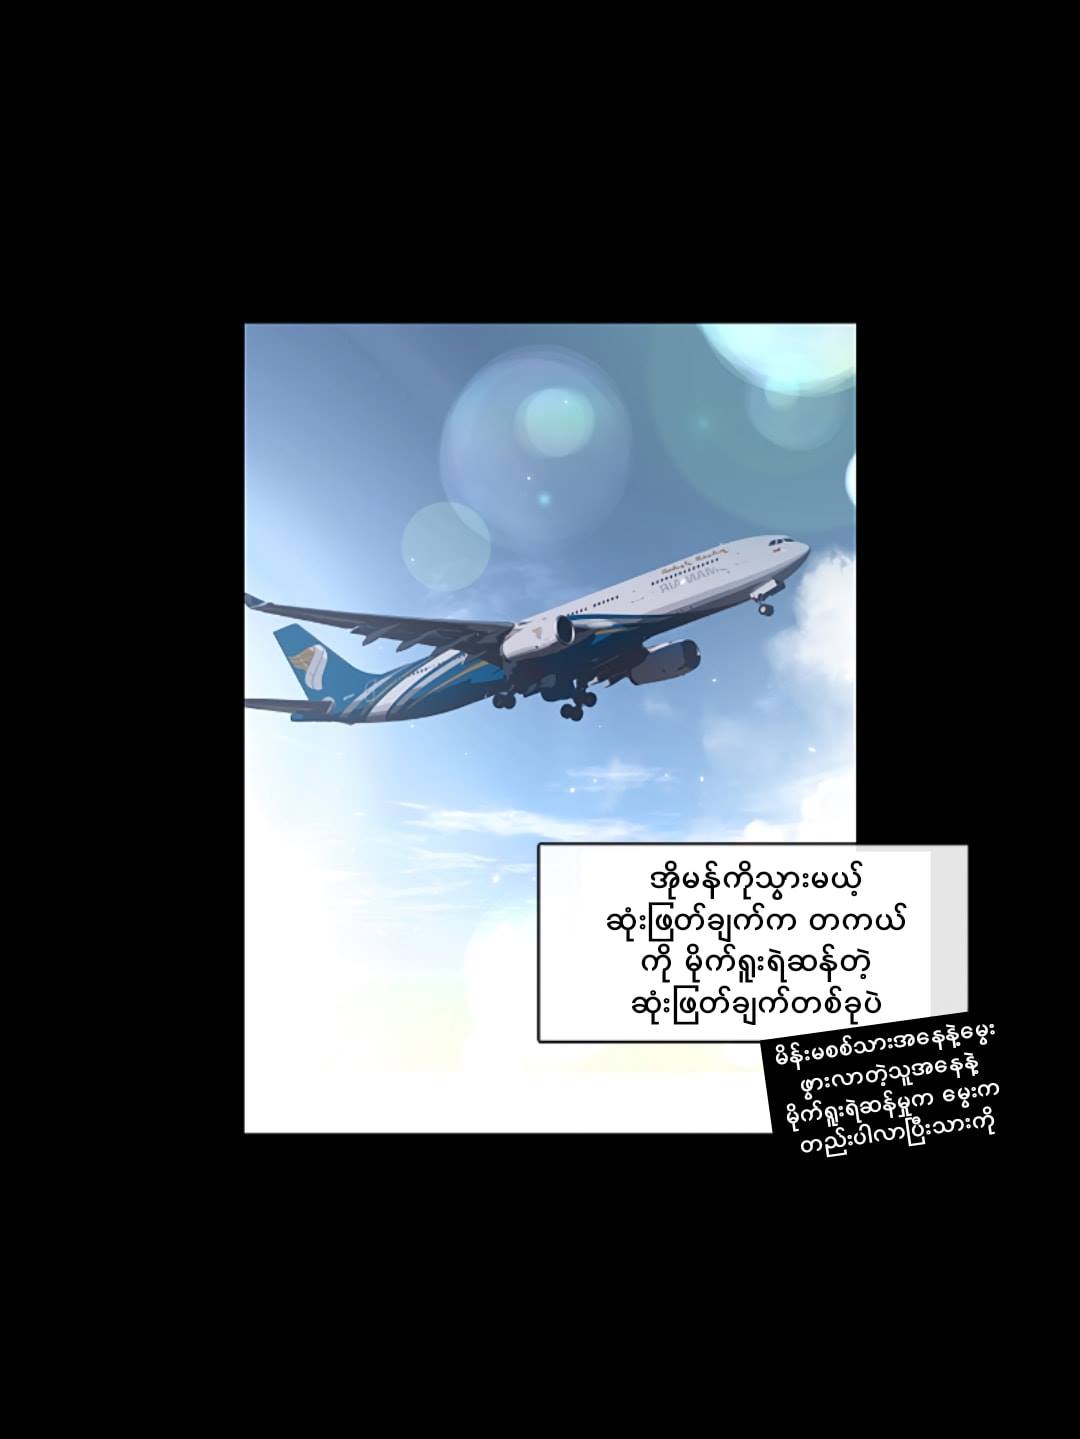 အိုမန်ကိုသွားမယ့်
ဆုံးဖြတ်ချက်က တကယ်
ကို မိုက်ရူးရဲဆန်တဲ့
ဆုံးဖြတ်ချက်တစ်ခုပဲ
မိန်းမစစ်သားအနေနဲ့မွေး
ဖွားလာတဲ့သူအနေနဲ့
မိုက်ရူးရဲဆန်မှုက မွေးက
တည်းပါလာပြီးသားကို